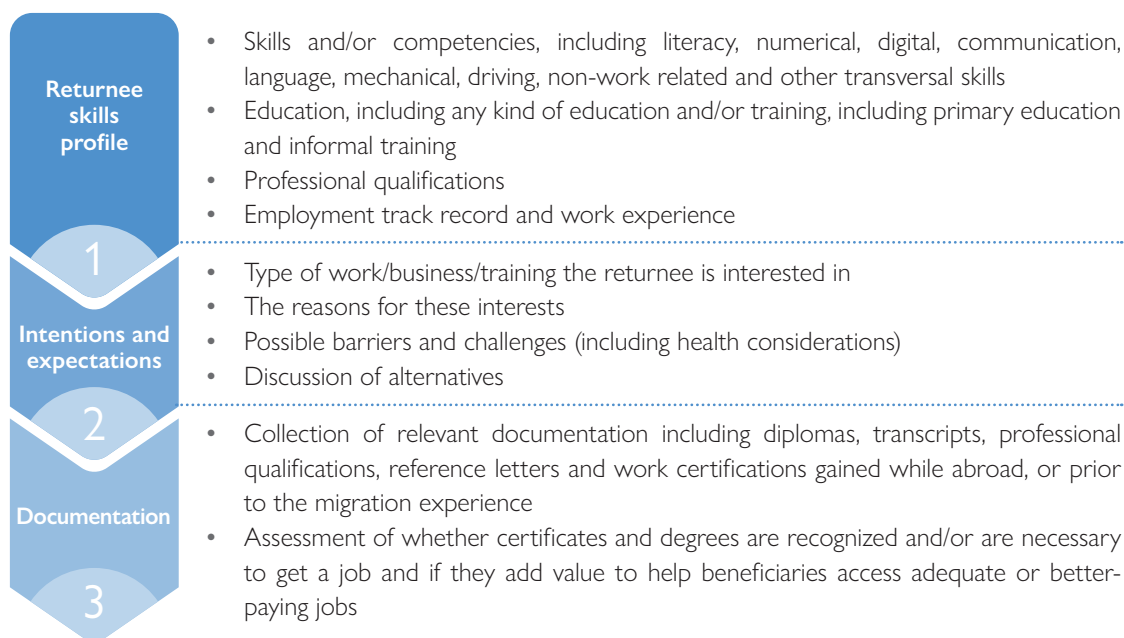 Returnee
skills
profile
1
• Skills and/or competencies, including literacy, numerical, digital, communication,
language, mechanical, driving, non-work related and other transversal skills
• Education, including any kind of education and/or training, including primary education
and informal training
• Professional qualifications
• Employment track record and work experience
Intentions and
expectations
2
• Type of work/business/training the returnee is interested in
• The reasons for these interests
• Possible barriers and challenges (including health considerations)
• Discussion of alternatives
Documentation
3
• Collection of relevant documentation including diplomas, transcripts, professional
qualifications, reference letters and work certifications gained while abroad, or prior
to the migration experience
• Assessment of whether certificates and degrees are recognized and/or are necessary
to get a job and if they add value to help beneficiaries access adequate or better-
paying jobs